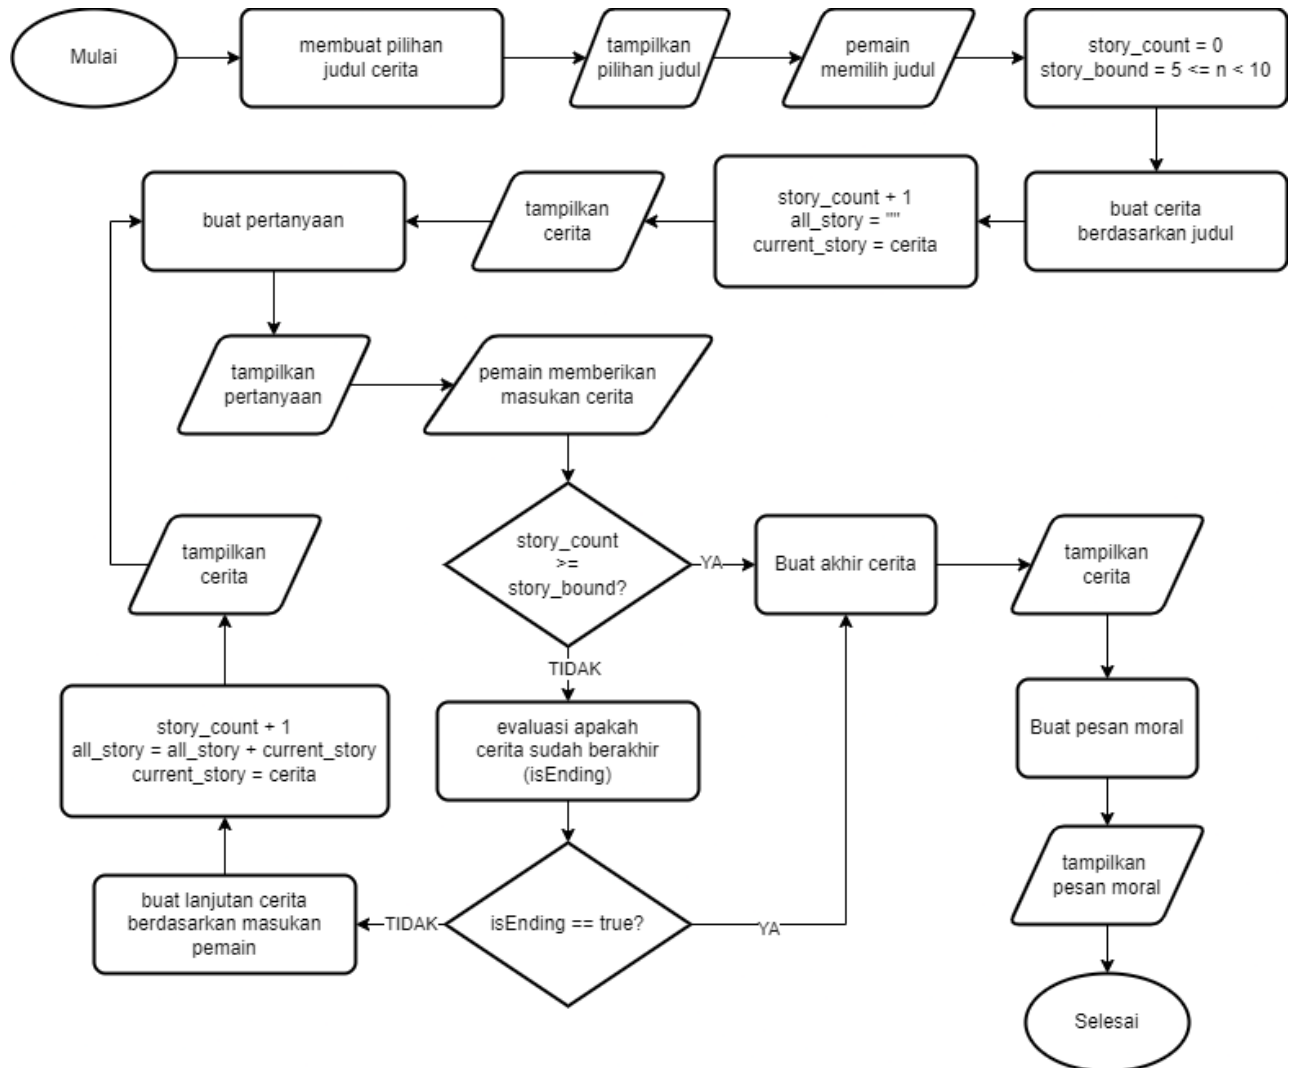 Mulai
membuat pilihan
judul cerita
tampilkan
pilihan judul
pemain
memilih judul
story_count = 0
story_bound = 5 <= n < 10
buat cerita
berdasarkan judul
story_count + 1
all_story = ""
current_story = cerita
tampilkan
cerita
buat pertanyaan
tampilkan
pertanyaan
pemain memberikan
masukan cerita
story_count
>=
story_bound?
YA
TIDAK
evaluasi apakah
cerita sudah berakhir
(isEnding)
isEnding == true?
TIDAK
YA
buat lanjutan cerita
berdasarkan masukan
pemain
story_count + 1
all_story = all_story + current_story
current_story = cerita
tampilkan
cerita
Buat akhir cerita
tampilkan
cerita
Buat pesan moral
tampilkan
pesan moral
Selesai